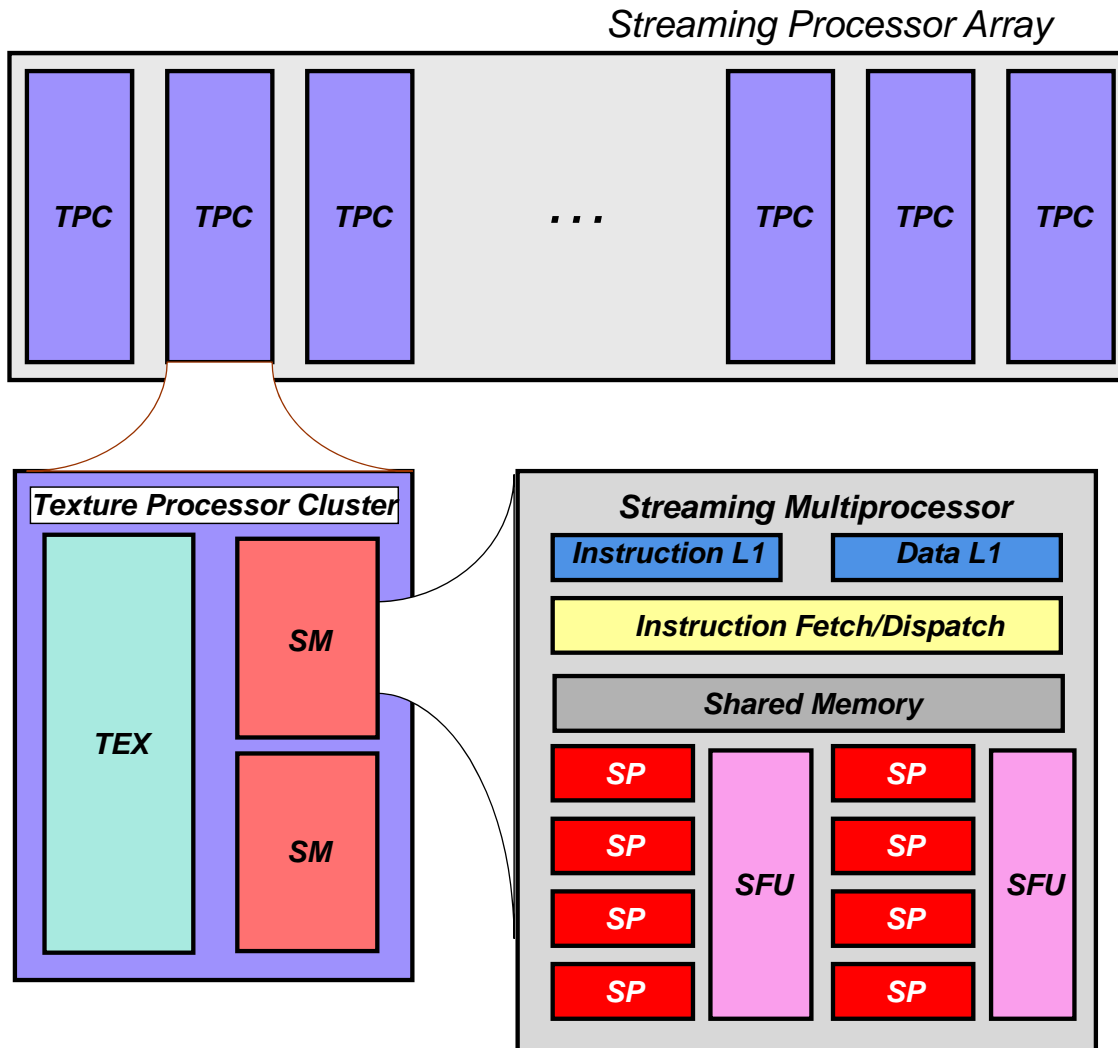 Streaming Processor Array
TPC TPC TPC ... TPC TPC TPC
Texture Processor Cluster
TEX
SM
SM
Streaming Multiprocessor
Instruction L1 Data L1
Instruction Fetch/Dispatch
Shared Memory
SP SP
SP SP
SFU SFU
SP SP
SP SP